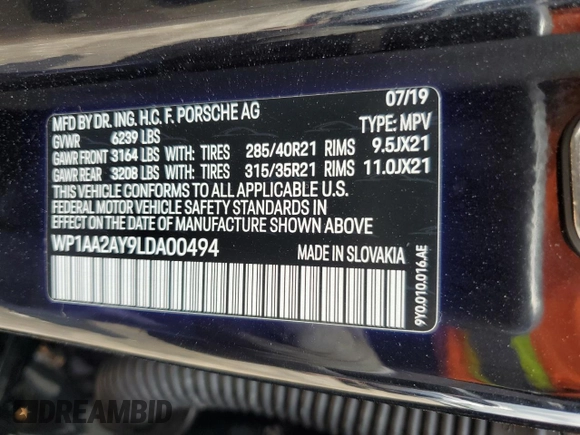 MFD BY DR. ING. H.C. F. PORSCHE AG 07/19
GVWR 6239 LBS TYPE: MPV
GAWR FRONT 3164 LBS WITH: TIRES 285/40R21 RIMS 9.5JX21
GAWR REAR 3208 LBS WITH: TIRES 315/35R21 RIMS 11.0JX21
THIS VEHICLE CONFORMS TO ALL APPLICABLE U.S.
FEDERAL MOTOR VEHICLE SAFETY STANDARDS IN
EFFECT ON THE DATE OF MANUFACTURE SHOWN ABOVE
WP1AA2AY9LDA00494 MADE IN SLOVAKIA
9Y0.010.016.AE
DREAMBID